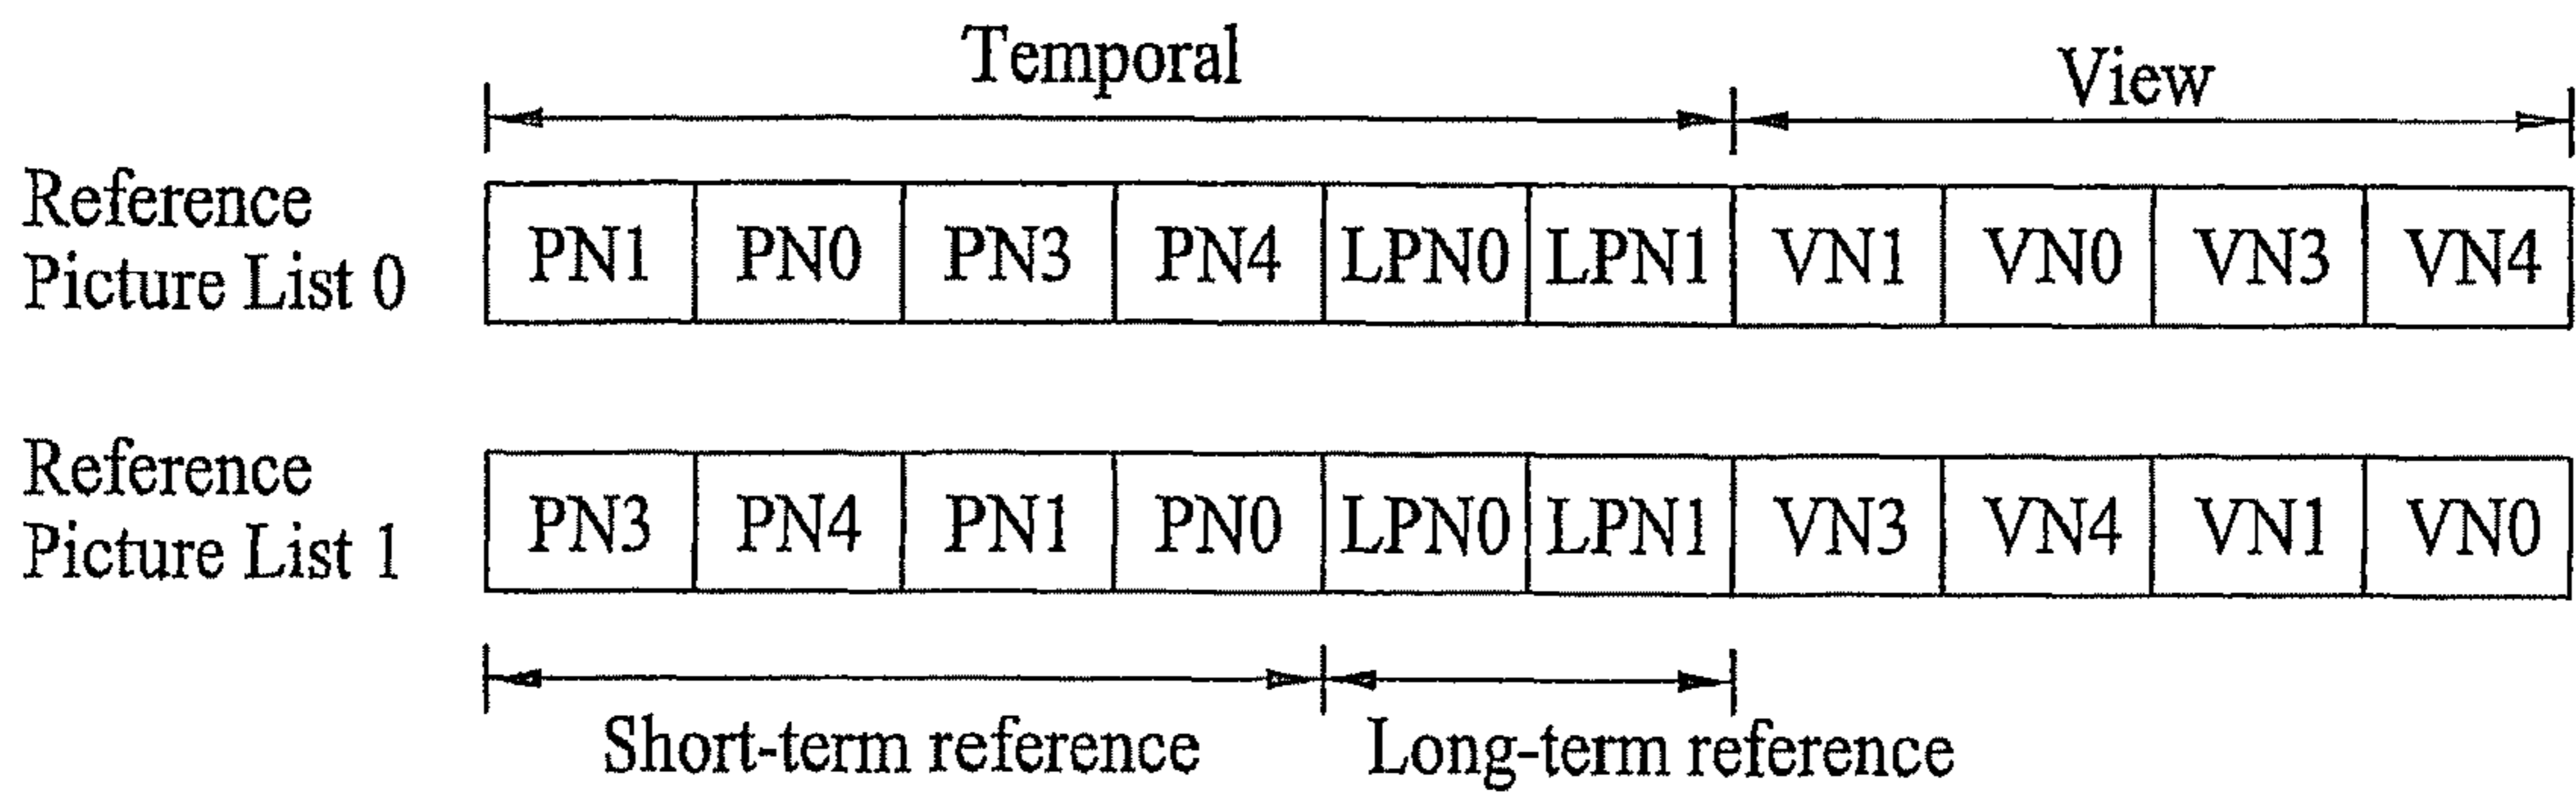 Temporal View
Reference
Picture List 0
PN1 PN0 PN3 PN4 LPN0 LPN1 VN1 VN0 VN3 VN4
Reference
Picture List 1
PN3 PN4 PN1 PN0 LPN0 LPN1 VN3 VN4 VN1 VN0
Short-term reference Long-term reference